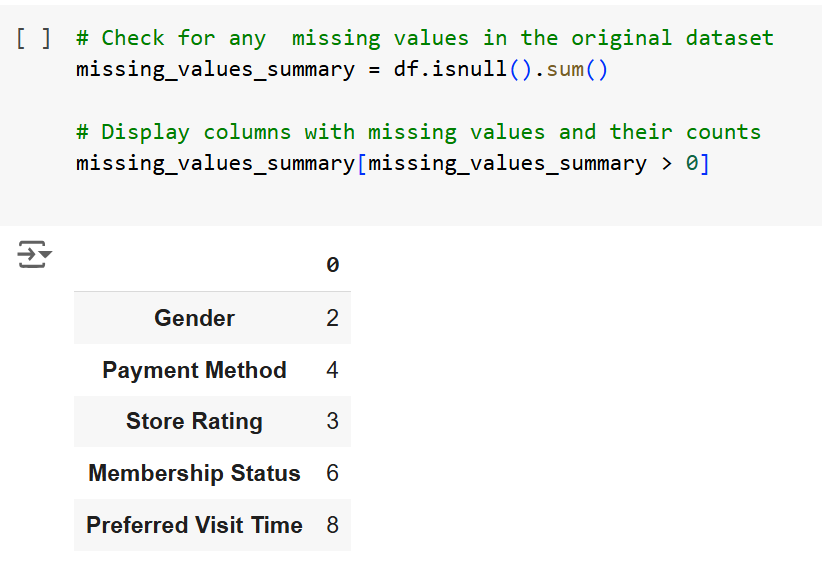 [ ] # Check for any  missing values in the original dataset
missing_values_summary = df.isnull().sum()
# Display columns with missing values and their counts
missing_values_summary[missing_values_summary > 0]
0
Gender 2
Payment Method 4
Store Rating 3
Membership Status 6
Preferred Visit Time 8